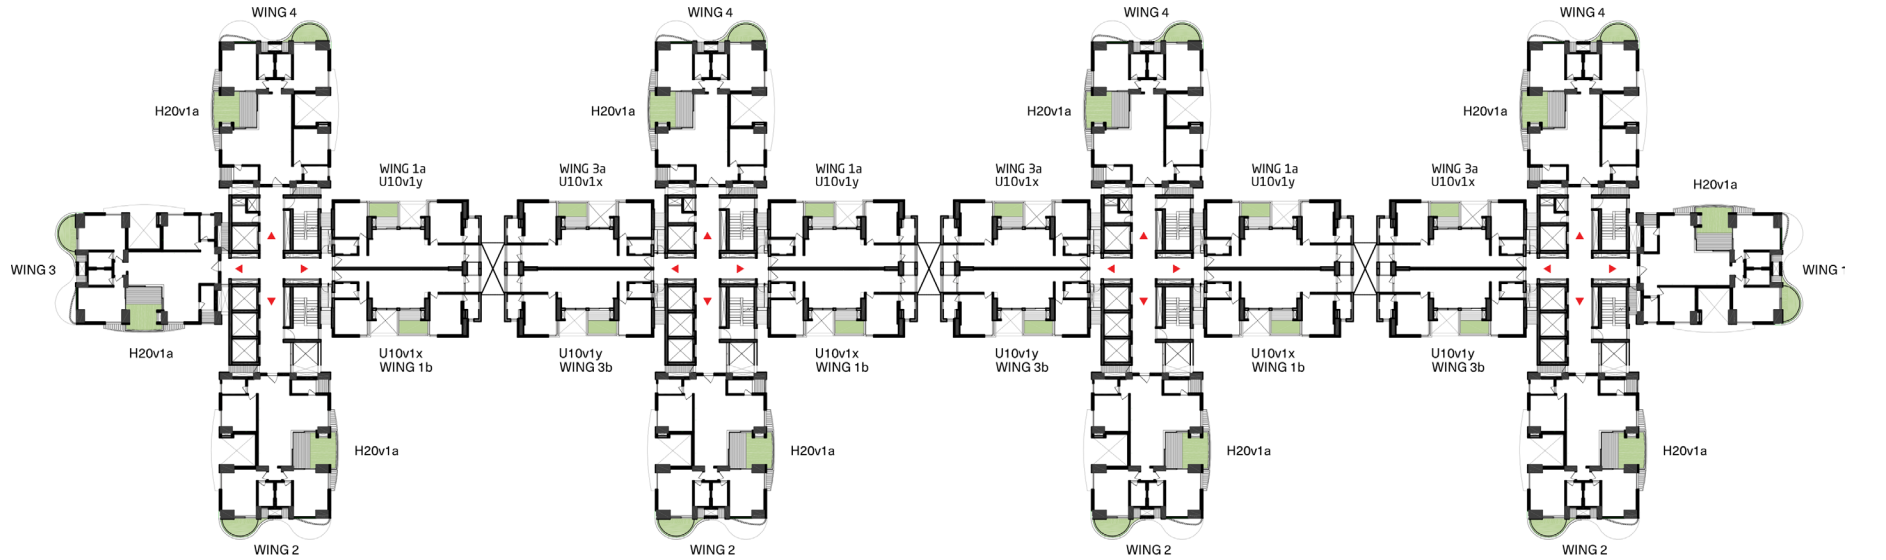 WING 4
WING 4
WING 4
WING 4
H20v1a
H20v1a
H20v1a
H20v1a
WING 1a
U10v1y
WING 3a
U10v1x
WING 1a
U10v1y
WING 3a
U10v1x
WING 1a
U10v1y
WING 3a
U10v1x
H20v1a
WING 3
WING
H20v1a
U10v1x
WING 1b
U10v1y
WING 3b
U10v1x
WING 1b
U10v1y
WING 3b
U10v1x
WING 1b
U10v1y
WING 3b
H20v1a
H20v1a
H20v1a
H20v1a
WING 2
WING 2
WING 2
WING 2